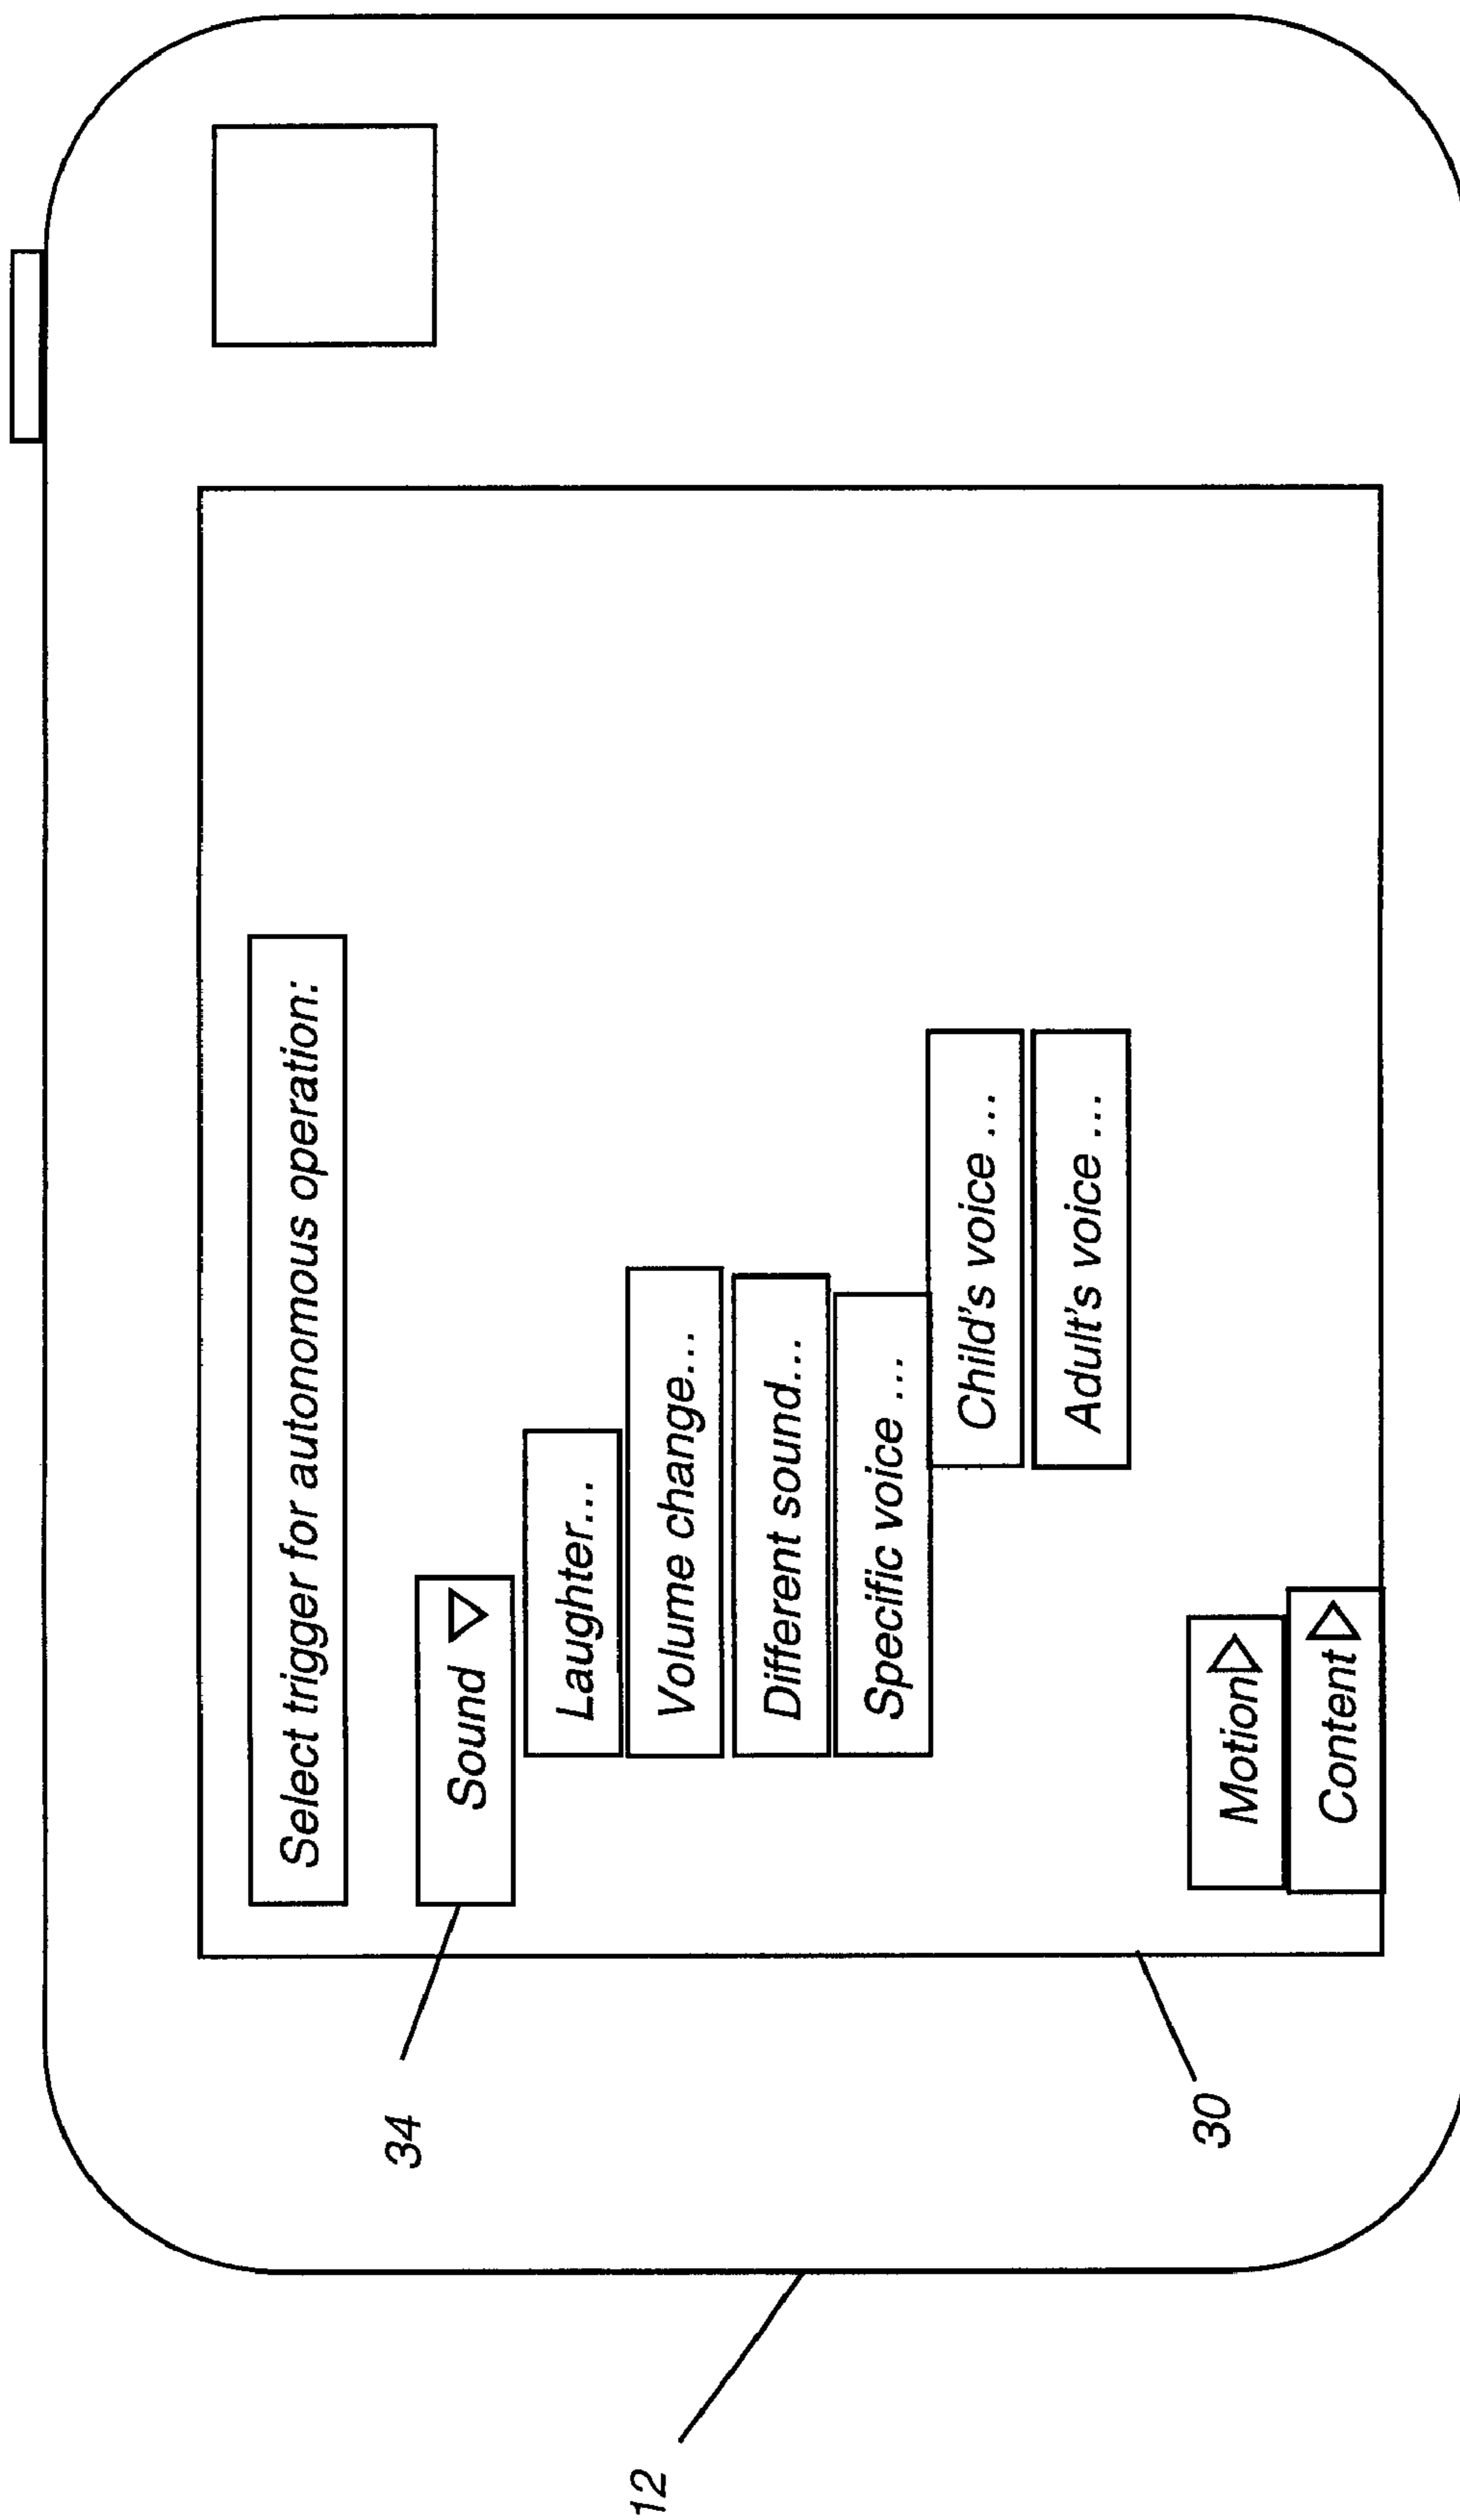 Select trigger for autonomous operation:
Sound
Laughter...
Volume change...
Different sound...
Specific voice ...
Child's voice ...
Adult's voice ...
Motion
Content
34
30
12